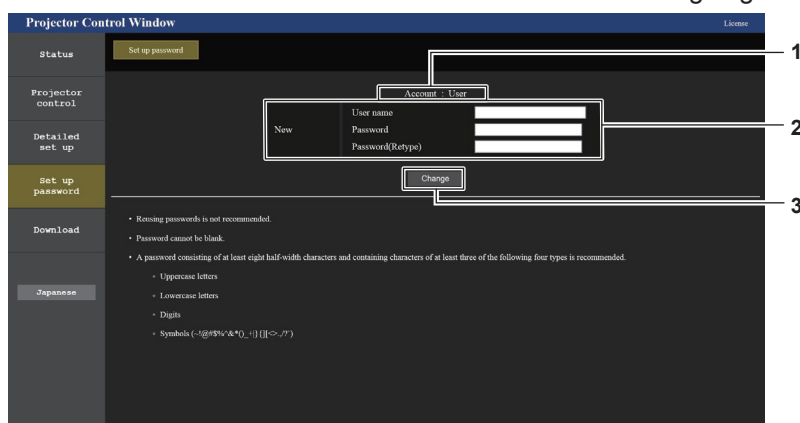 Projector Control Window
License
Status
Set up password
1
Projector
control
Account : User
New
User name
Password
Password(Retype)
2
Detailed
set up
Set up
password
Change
3
Download
• Reusing passwords is not recommended.
• Password cannot be blank.
• A password consisting of at least eight half-width characters and containing characters of at least three of the following four types is recommended.
Uppercase letters
Lowercase letters
Digits
Symbols (~!@#$%^&*()_+|}{][<>.,/?`)
Japanese